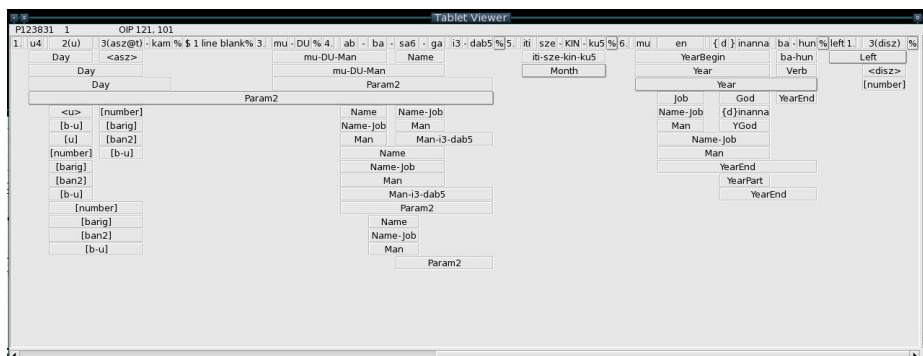 Tablet Viewer
P123831 1 OIP 121, 101
1. u4 2(u) 3(asz@t) - kam % $ 1 line blank% 3. mu - DU % 4. ab - ba - sa6 - ga i3 - dab5 % 5. iti sze - KIN - ku5 % 6. mu en { d } inanna ba - hun % left 1. 3(disz) %
Day <asz> mu-DU-Man Name iti-sze-kin-ku5 YearBegin ba-hun Left
Day mu-DU-Man Month Year Verb <disz>
Day Param2 Year [number]
Param2 Job God YearEnd
<u> [number] Name Name-Job Name-Job {d}inanna
[b-u] [barig] Name-Job Man Man YGod
[u] [ban2] Man Man-i3-dab5 Name-Job
[number] [b-u] Name Man
[barig] Name-Job YearEnd
[ban2] Man YearPart
[b-u] Man-i3-dab5 YearEnd
[number] Param2
[barig] Name
[ban2] Name-Job
[b-u] Man
Param2